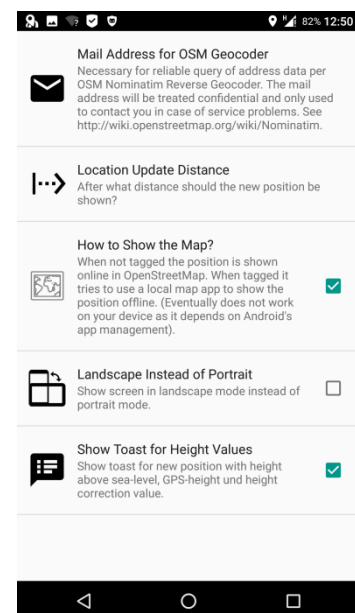 82% 12:50
Mail Address for OSM Geocoder
Necessary for reliable query of address data per
OSM Nominatim Reverse Geocoder. The mail
address will be treated confidential and only used
to contact you in case of service problems. See
http://wiki.openstreetmap.org/wiki/Nominatim.
Location Update Distance
After what distance should the new position be
shown?
How to Show the Map?
When not tagged the position is shown
online in OpenStreetMap. When tagged it
tries to use a local map app to show the
position offline. (Eventually does not work
on your device as it depends on Android's
app management).
Landscape Instead of Portrait
Show screen in landscape mode instead of
portrait mode.
Show Toast for Height Values
Show toast for new position with height
above sea-level, GPS-height und height
correction value.